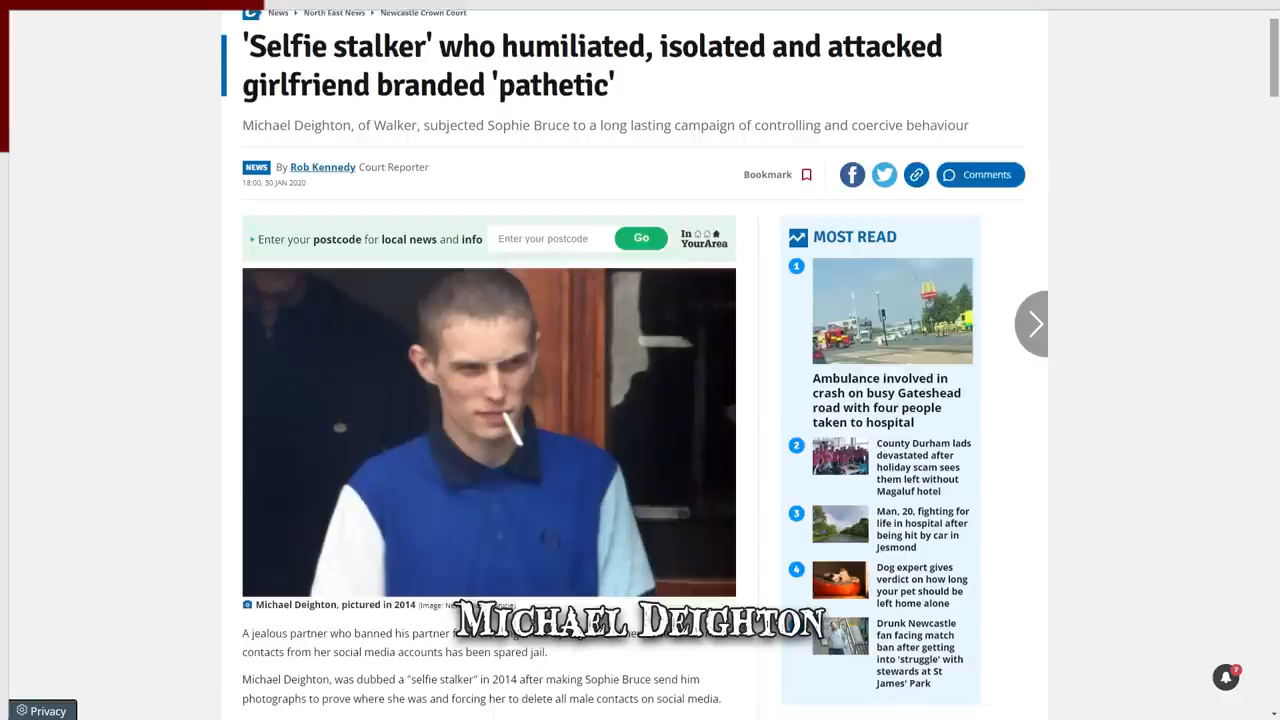 News North East News Newcastle Crown Court
'Selfie stalker' who humiliated, isolated and attacked
girlfriend branded 'pathetic'
Michael Deighton, of Walker, subjected Sophie Bruce to a long lasting campaign of controlling and coercive behaviour
NEWS By Rob Kennedy Court Reporter
18:00, 30 JAN 2020
Bookmark
Comments
Enter your postcode for local news and info
Enter your postcode
Go
In
YourArea
Michael Deighton, pictured in 2014 (Image:
Michael Deighton
A jealous partner who banned his partner
contacts from her social media accounts has been spared jail.
Michael Deighton, was dubbed a "selfie stalker" in 2014 after making Sophie Bruce send him
photographs to prove where she was and forcing her to delete all male contacts on social media.
MOST READ
1
Ambulance involved in
crash on busy Gateshead
road with four people
taken to hospital
2
County Durham lads
devastated after
holiday scam sees
them left without
Magaluf hotel
3
Man, 20, fighting for
life in hospital after
being hit by car in
Jesmond
4
Dog expert gives
verdict on how long
your pet should be
left home alone
Drunk Newcastle
fan facing match
ban after getting
into 'struggle' with
stewards at St
James' Park
7
Privacy